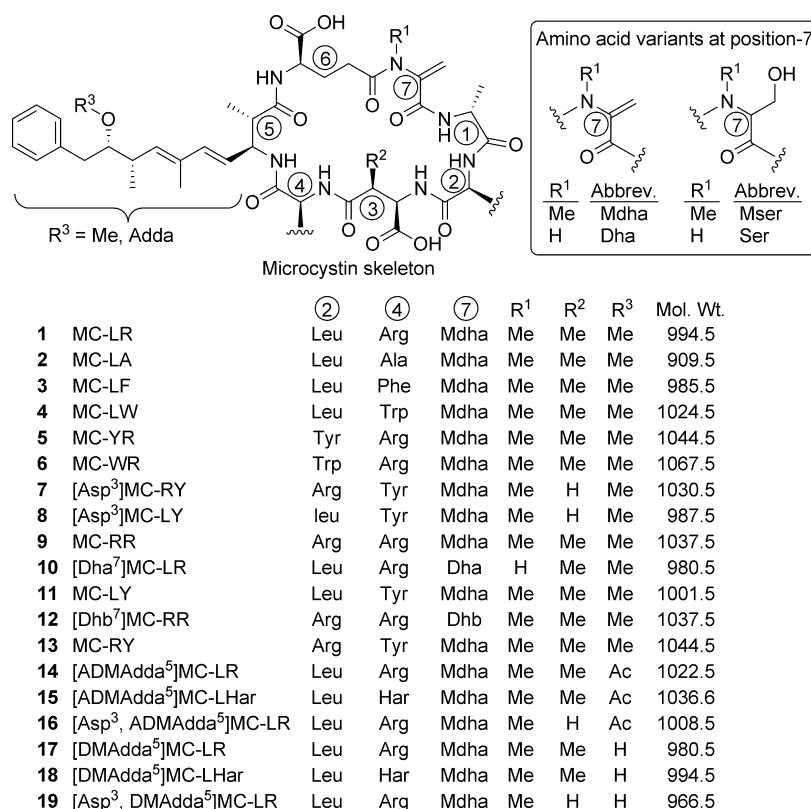 OH
O
R¹
N
Amino acid variants at position-7
6
HN
O
7
O
R¹
N
7
O
R¹
N
OH
7
O
R³
O
O
5
HN
1
O
R²
NH
O
4
H
N
O
3
H
N
O
2
HN
O
OH
R¹ Abbrev. R¹ Abbrev.
Me Mdha Me Mser
H Dha H Ser
R³ = Me, Adda
Microcystin skeleton
2 4 7 R¹ R² R³ Mol. Wt.
1 MC-LR Leu Arg Mdha Me Me Me 994.5
2 MC-LA Leu Ala Mdha Me Me Me 909.5
3 MC-LF Leu Phe Mdha Me Me Me 985.5
4 MC-LW Leu Trp Mdha Me Me Me 1024.5
5 MC-YR Tyr Arg Mdha Me Me Me 1044.5
6 MC-WR Trp Arg Mdha Me Me Me 1067.5
7 [Asp³]MC-RY Arg Tyr Mdha Me H Me 1030.5
8 [Asp³]MC-LY leu Tyr Mdha Me H Me 987.5
9 MC-RR Arg Arg Mdha Me Me Me 1037.5
10 [Dha⁷]MC-LR Leu Arg Dha H Me Me 980.5
11 MC-LY Leu Tyr Mdha Me Me Me 1001.5
12 [Dhb⁷]MC-RR Arg Arg Dhb Me Me Me 1037.5
13 MC-RY Arg Tyr Mdha Me Me Me 1044.5
14 [ADMAdda⁵]MC-LR Leu Arg Mdha Me Me Ac 1022.5
15 [ADMAdda⁵]MC-LHar Leu Har Mdha Me Me Ac 1036.6
16 [Asp³, ADMAdda⁵]MC-LR Leu Arg Mdha Me H Ac 1008.5
17 [DMAdda⁵]MC-LR Leu Arg Mdha Me Me H 980.5
18 [DMAdda⁵]MC-LHar Leu Har Mdha Me Me H 994.5
19 [Asp³, DMAdda⁵]MC-LR Leu Arg Mdha Me H H 966.5